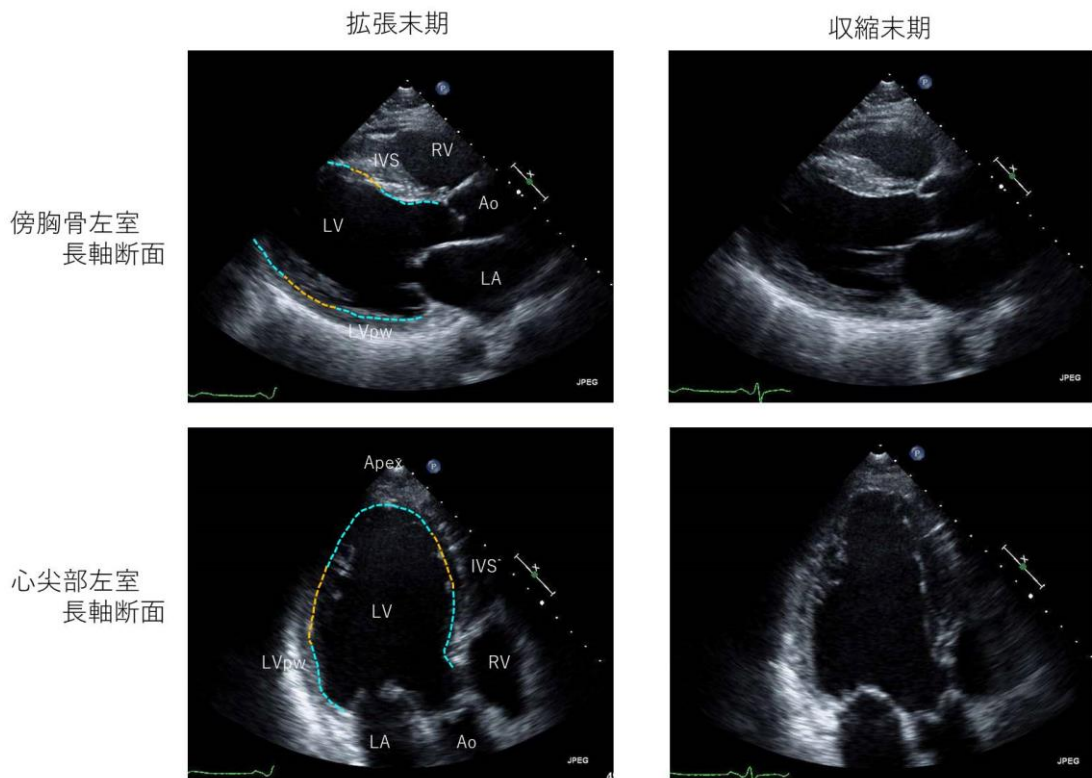 拡張末期
収縮末期
傍胸骨左室
長軸断面
P
IVS
RV
Ao
LV
LA
LVpw
JPEG
P
JPEG
心尖部左室
長軸断面
Apex
P
IVS
LV
RV
LVpw
LA
Ao
JPEG
P
JPEG